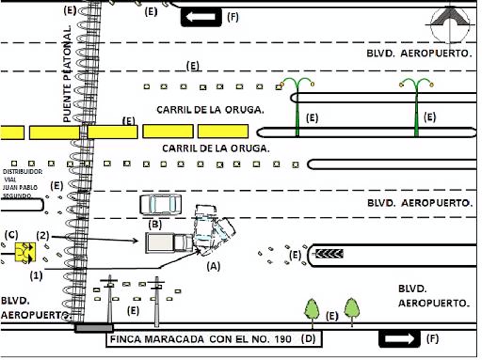 (E)
(E)
(F)
BLVD. AEROPUERTO.
PUENTE PEATONAL.
(E)
CARRIL DE LA ORUGA.
(E)
(E)
(E)
CARRIL DE LA ORUGA.
DISTRIBUIDOR
VIAL
JUAN PABLO
SEGUNDO.
(E)
BLVD. AEROPUERTO.
(B)
(C)
(2)
(A)
(E)
(1)
BLVD.
AEROPUERTO.
(E)
(E)
BLVD.
AEROPUERTO.
FINCA MARACADA CON EL NO. 190
(D)
(F)